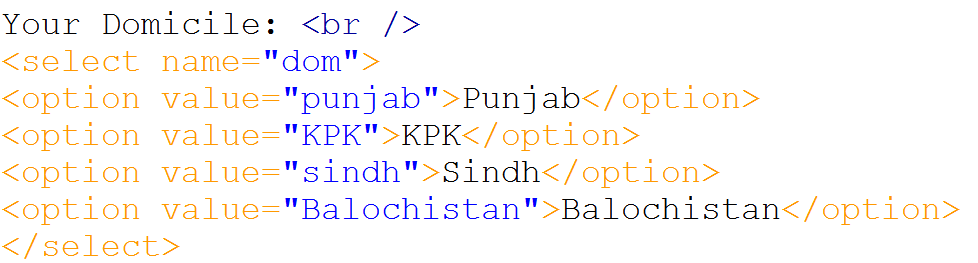 Your Domicile: <br />
<select name="dom">
<option value="punjab">Punjab</option>
<option value="KPK">KPK</option>
<option value="sindh">Sindh</option>
<option value="Balochistan">Balochistan</option>
</select>